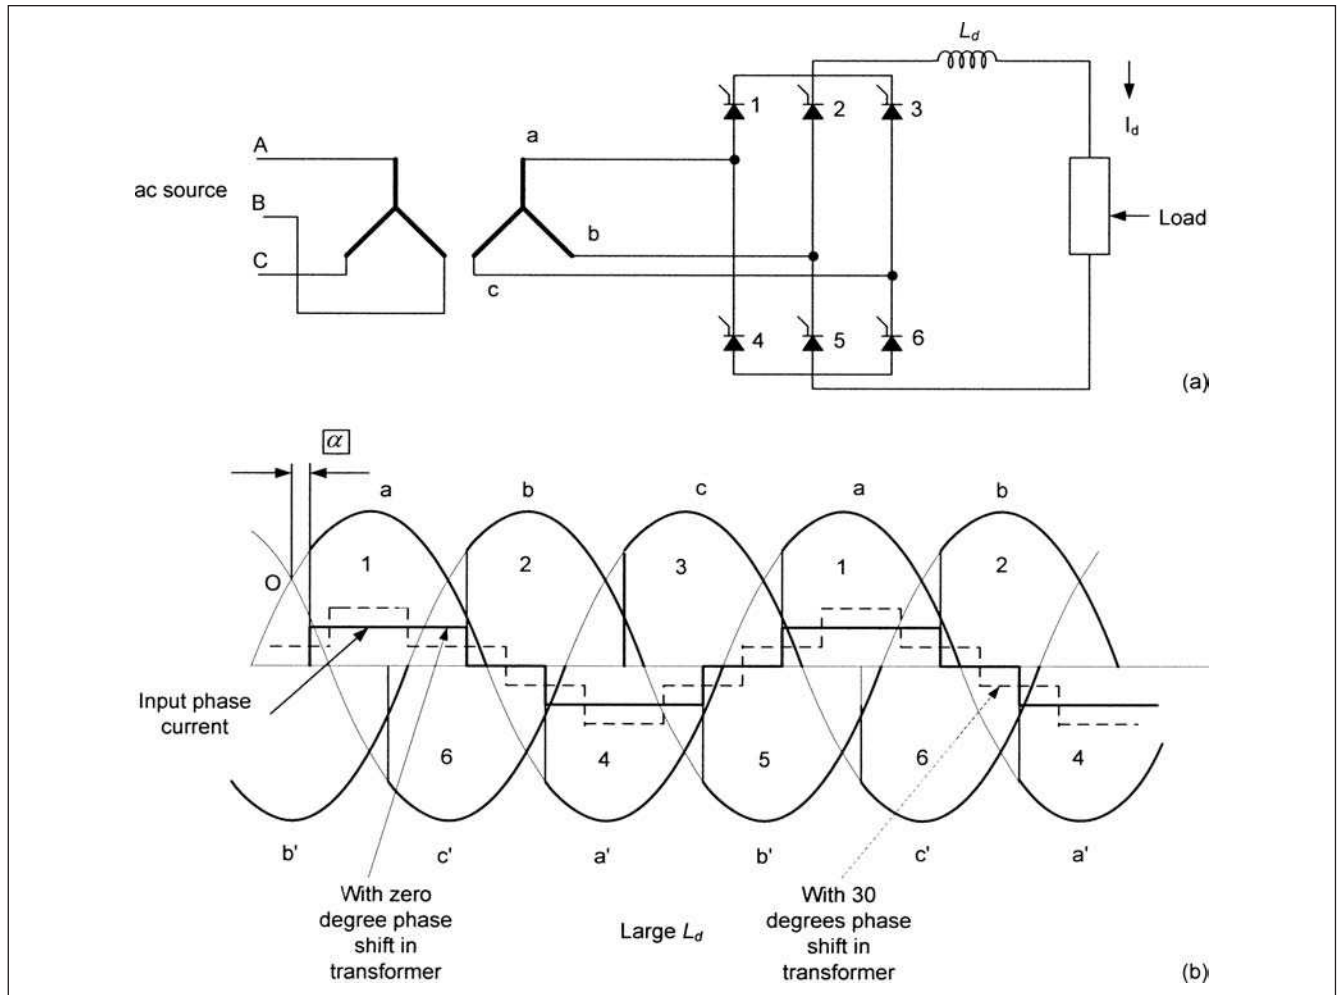 L_d
1 2 3
I_d
a
A
ac source
B
b
Load
C
c
4 5 6
(a)
α
a b c a b
O
1 2 3 1 2
Input phase
current
6 4 5 6 4
b' c' a' b' c' a'
With zero
degree phase
shift in
transformer
Large L_d
With 30
degrees phase
shift in
transformer
(b)